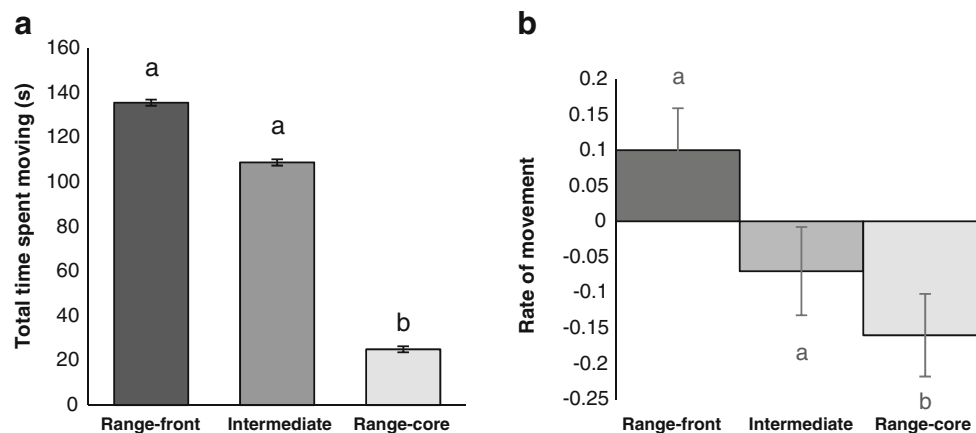 a
160
140
120
100
80
60
40
20
0
Total time spent moving (s)
a
a
b
Range-front Intermediate Range-core
b
0.2
0.15
0.1
0.05
0
-0.05
-0.1
-0.15
-0.2
-0.25
Rate of movement
a
a
b
Range-front Intermediate Range-core